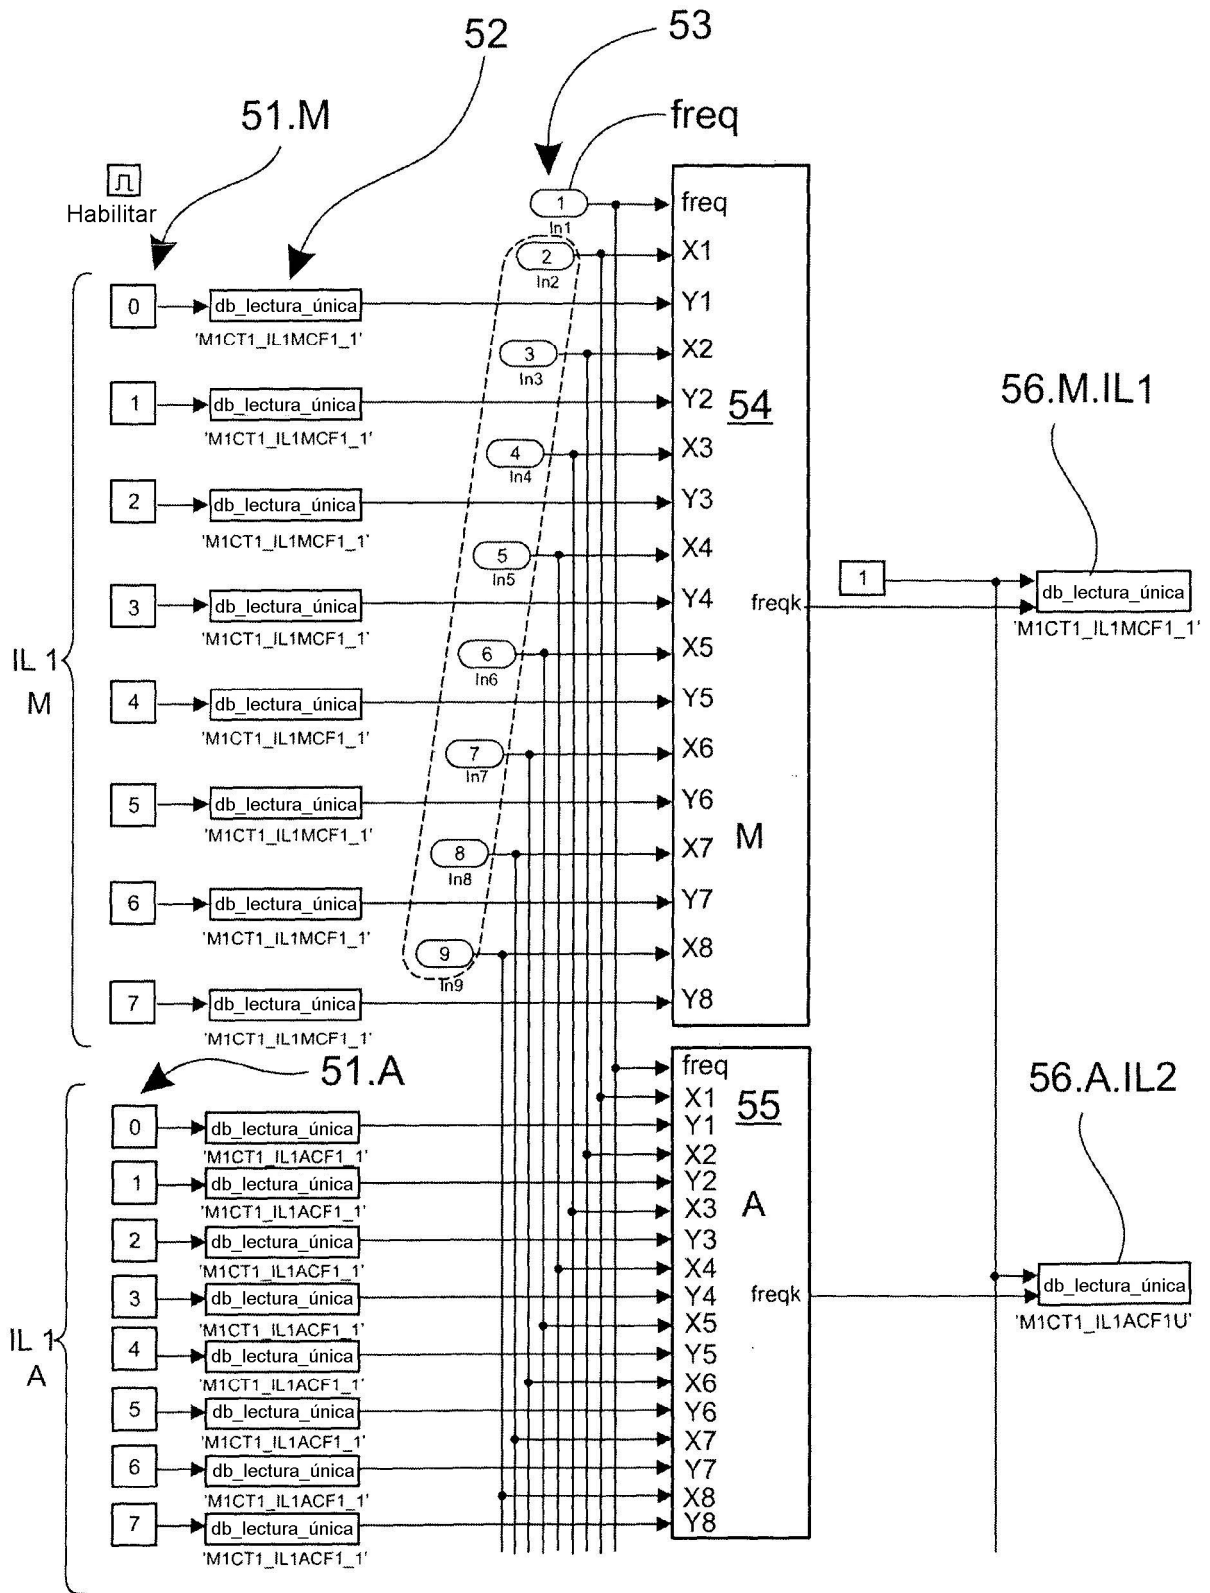 53
52
51.M
freq
Habilitar
1
In1
freq
2
In2
X1
0
db_lectura_única
'M1CT1_IL1MCF1_1'
Y1
3
In3
X2
1
db_lectura_única
'M1CT1_IL1MCF1_1'
Y2
54
56.M.IL1
4
In4
X3
2
db_lectura_única
'M1CT1_IL1MCF1_1'
Y3
5
In5
X4
3
db_lectura_única
'M1CT1_IL1MCF1_1'
Y4
freqk
1
db_lectura_única
'M1CT1_IL1MCF1_1'
IL 1
M
6
In6
X5
4
db_lectura_única
'M1CT1_IL1MCF1_1'
Y5
7
In7
X6
5
db_lectura_única
'M1CT1_IL1MCF1_1'
Y6
M
8
In8
X7
6
db_lectura_única
'M1CT1_IL1MCF1_1'
Y7
9
In9
X8
7
db_lectura_única
'M1CT1_IL1MCF1_1'
Y8
51.A
freq
X1
55
56.A.IL2
0
db_lectura_única
'M1CT1_IL1ACF1_1'
Y1
X2
1
db_lectura_única
'M1CT1_IL1ACF1_1'
Y2
X3
A
2
db_lectura_única
'M1CT1_IL1ACF1_1'
Y3
X4
3
db_lectura_única
'M1CT1_IL1ACF1_1'
Y4
freqk
db_lectura_única
'M1CT1_IL1ACF1U'
X5
IL 1
A
4
db_lectura_única
'M1CT1_IL1ACF1_1'
Y5
X6
5
db_lectura_única
'M1CT1_IL1ACF1_1'
Y6
X7
6
db_lectura_única
'M1CT1_IL1ACF1_1'
Y7
X8
7
db_lectura_única
'M1CT1_IL1ACF1_1'
Y8